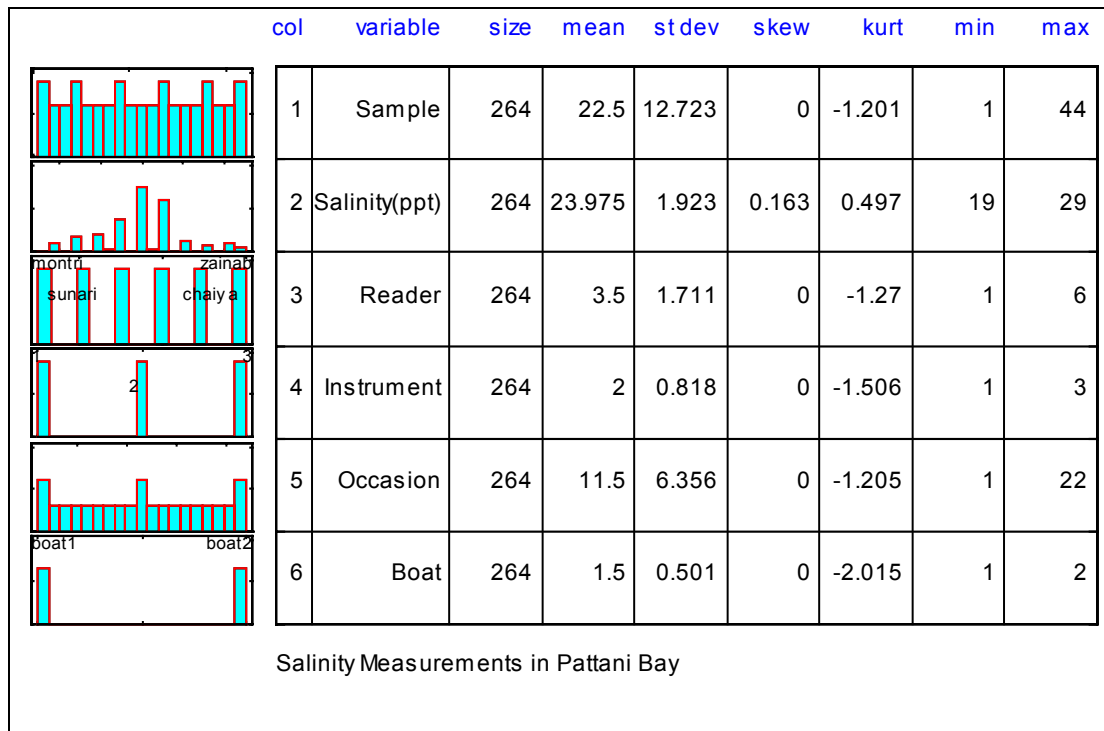 col variable size mean st dev skew kurt min max
1 Sample 264 22.5 12.723 0 -1.201 1 44
2 Salinity(ppt) 264 23.975 1.923 0.163 0.497 19 29
montri zainab
sunari chaiya
3 Reader 264 3.5 1.711 0 -1.27 1 6
1 3
2
4 Instrument 264 2 0.818 0 -1.506 1 3
5 Occasion 264 11.5 6.356 0 -1.205 1 22
boat1 boat2
6 Boat 264 1.5 0.501 0 -2.015 1 2
Salinity Measurements in Pattani Bay